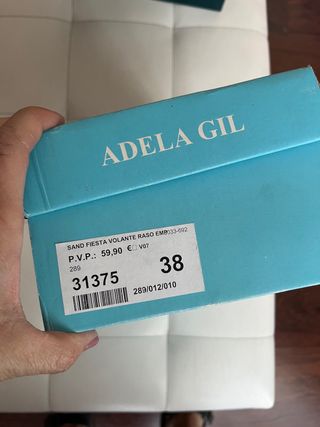 ADELA GIL
SAND FIESTA VOLANTE RASO EMB033-692
P.V.P.: 59,90 € V07
289
31375 38
289/012/010